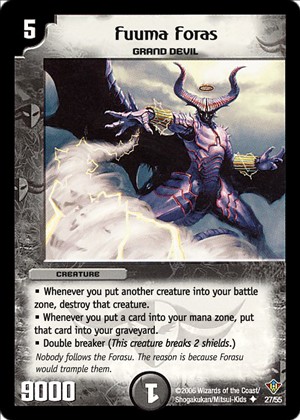 5
Fuuma Foras
GRAND DEVIL
CREATURE
▪ Whenever you put another creature into your battle
zone, destroy that creature.
▪ Whenever you put a card into your mana zone, put
that card into your graveyard.
▪ Double breaker (This creature breaks 2 shields.)
Nobody follows the Forasu. The reason is because Forasu
would trample them.
9000
1
©2006 Wizards of the Coast/
Shogakukan/Mitsui-Kids ♦ 27/55